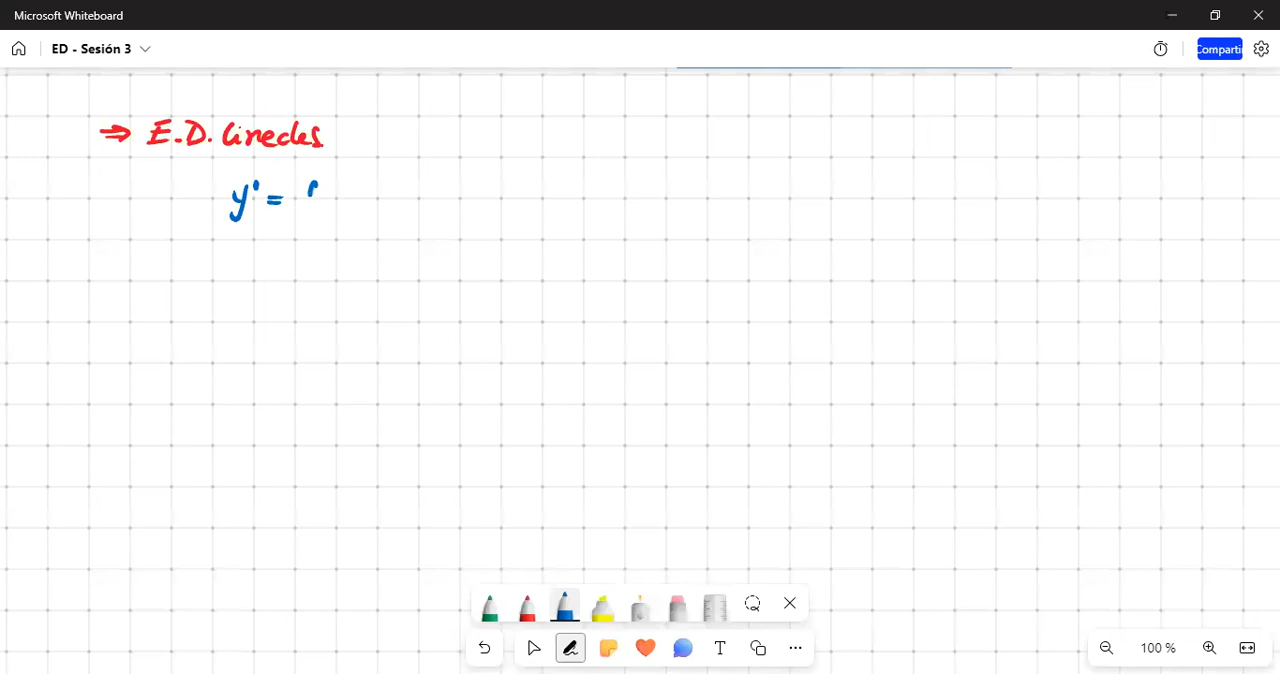 Microsoft Whiteboard
ED - Sesión 3
Comparti
⇒ E.D. lineales
y' =
100 %